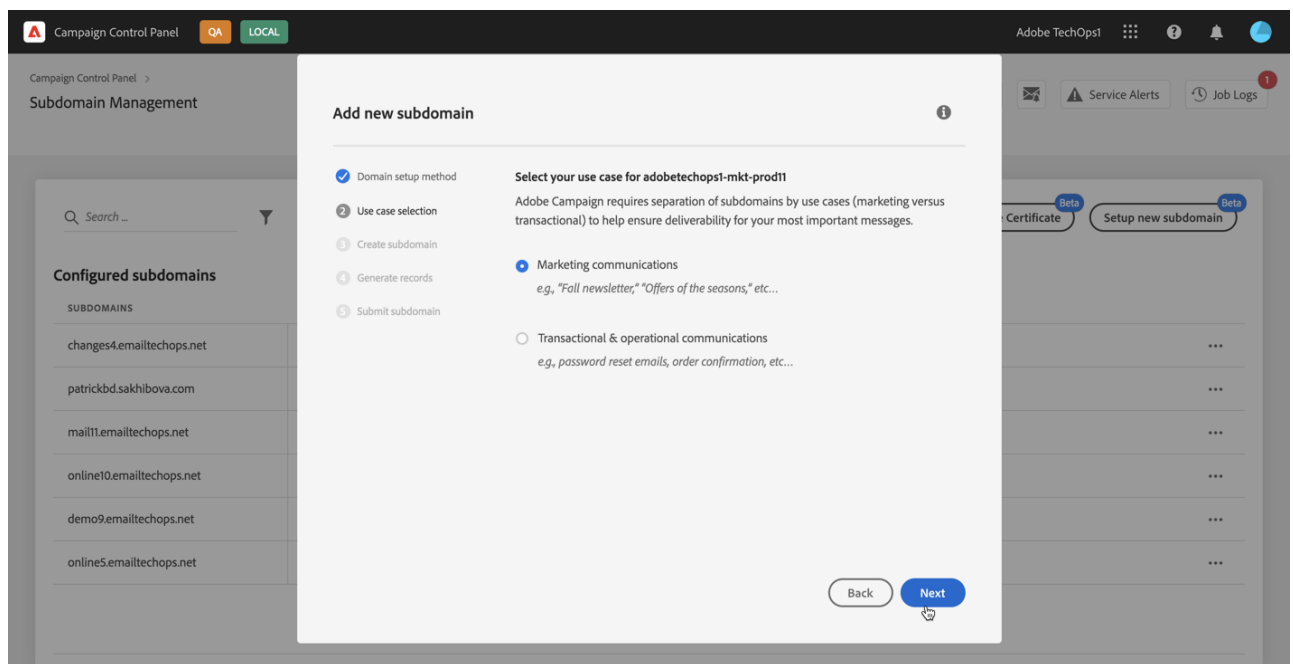 Campaign Control Panel QA LOCAL Adobe TechOps1
Campaign Control Panel >
Subdomain Management
Service Alerts
Job Logs
1
Add new subdomain
Domain setup method
2 Use case selection
3 Create subdomain
4 Generate records
5 Submit subdomain
Select your use case for adobetechops1-mkt-prod11
Adobe Campaign requires separation of subdomains by use cases (marketing versus
transactional) to help ensure deliverability for your most important messages.
Marketing communications
e.g., "Fall newsletter," "Offers of the seasons," etc...
Transactional & operational communications
e.g., password reset emails, order confirmation, etc...
Back
Next
Search ...
Certificate
Beta
Setup new subdomain
Beta
Configured subdomains
SUBDOMAINS
changes4.emailtechops.net
patrickbd.sakhibova.com
mail11.emailtechops.net
online10.emailtechops.net
demo9.emailtechops.net
online5.emailtechops.net